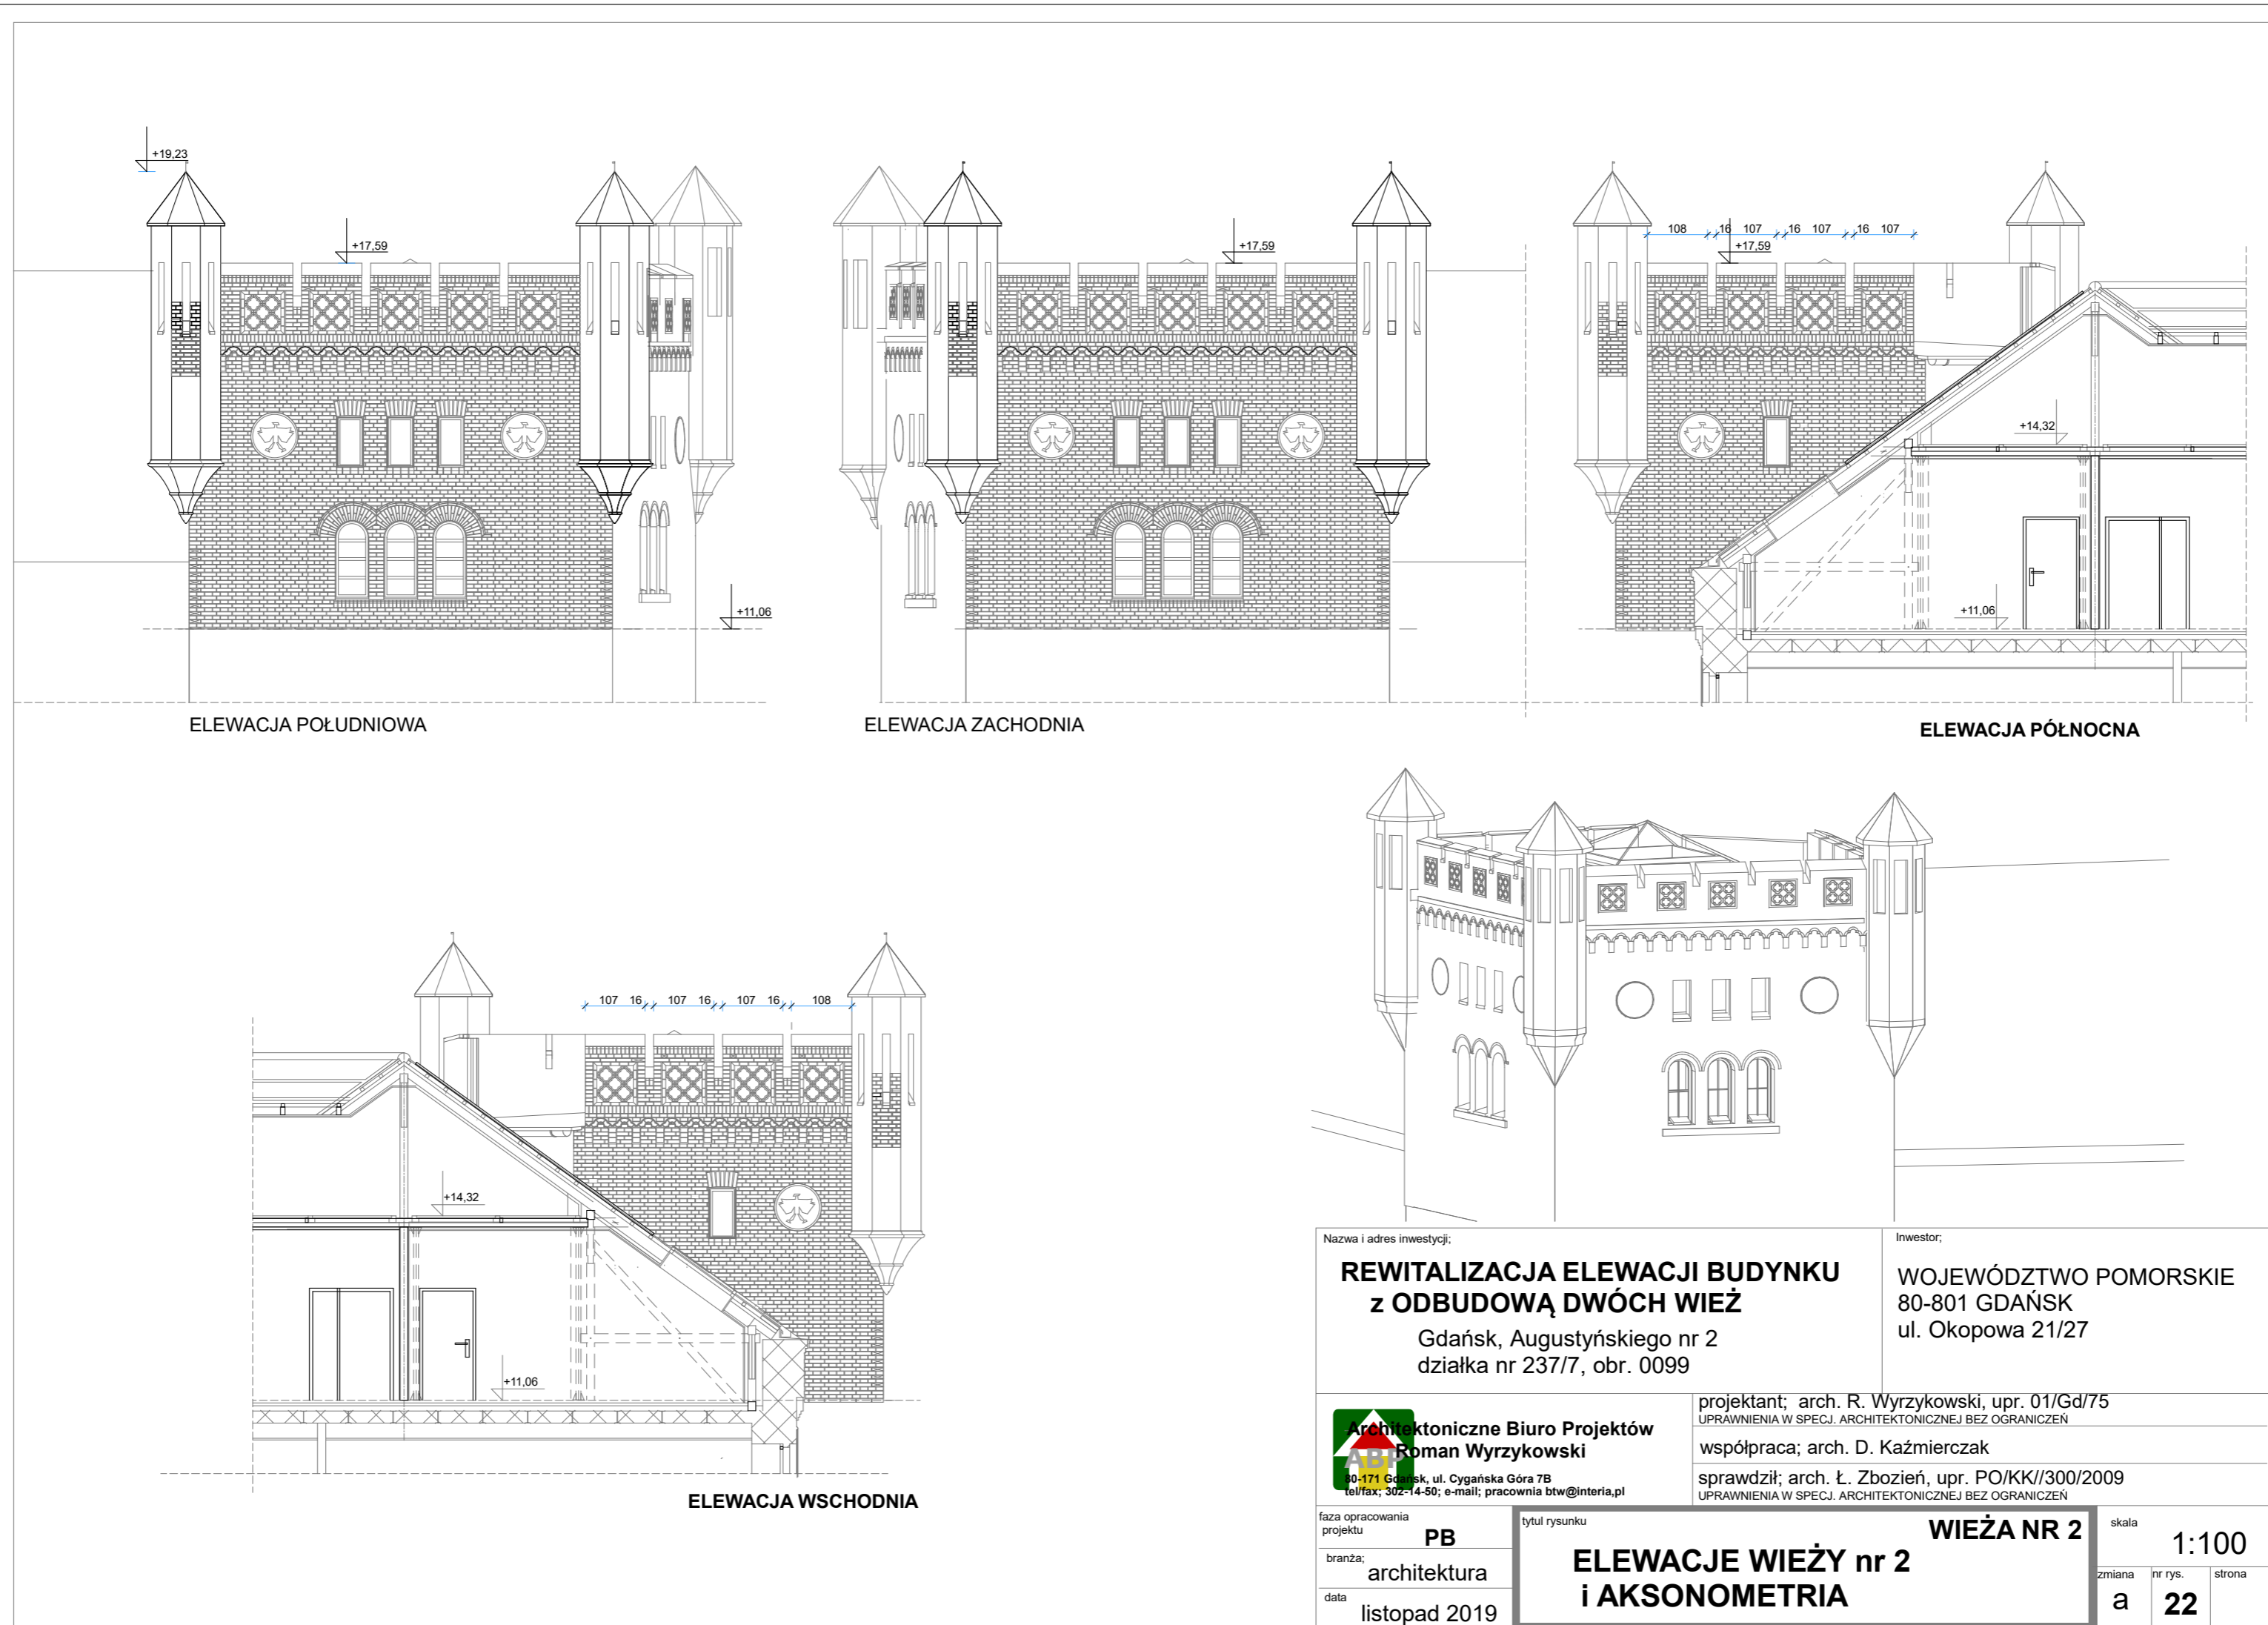 +19,23
+17,59
+11,06
ELEWACJA POŁUDNIOWA
+17,59
ELEWACJA ZACHODNIA
108 16 107 16 107 16 107
+17,59
+14,32
+11,06
ELEWACJA PÓŁNOCNA
107 16 107 16 107 16 108
+14,32
+11,06
ELEWACJA WSCHODNIA
Nazwa i adres inwestycji;
REWITALIZACJA ELEWACJI BUDYNKU
z ODBUDOWĄ DWÓCH WIEŻ
Gdańsk, Augustyńskiego nr 2
działka nr 237/7, obr. 0099
Inwestor;
WOJEWÓDZTWO POMORSKIE
80-801 GDAŃSK
ul. Okopowa 21/27
ABP
Architektoniczne Biuro Projektów
Roman Wyrzykowski
80-171 Gdańsk, ul. Cygańska Góra 7B
tel/fax; 302-14-50; e-mail; pracownia btw@interia,pl
projektant; arch. R. Wyrzykowski, upr. 01/Gd/75
UPRAWNIENIA W SPECJ. ARCHITEKTONICZNEJ BEZ OGRANICZEŃ
współpraca; arch. D. Kaźmierczak
sprawdził; arch. Ł. Zbozień, upr. PO/KK//300/2009
UPRAWNIENIA W SPECJ. ARCHITEKTONICZNEJ BEZ OGRANICZEŃ
faza opracowania
projektu PB
branża; architektura
data listopad 2019
tytul rysunku
WIEŻA NR 2
ELEWACJE WIEŻY nr 2
i AKSONOMETRIA
skala
1:100
zmiana
a
nr rys.
22
strona